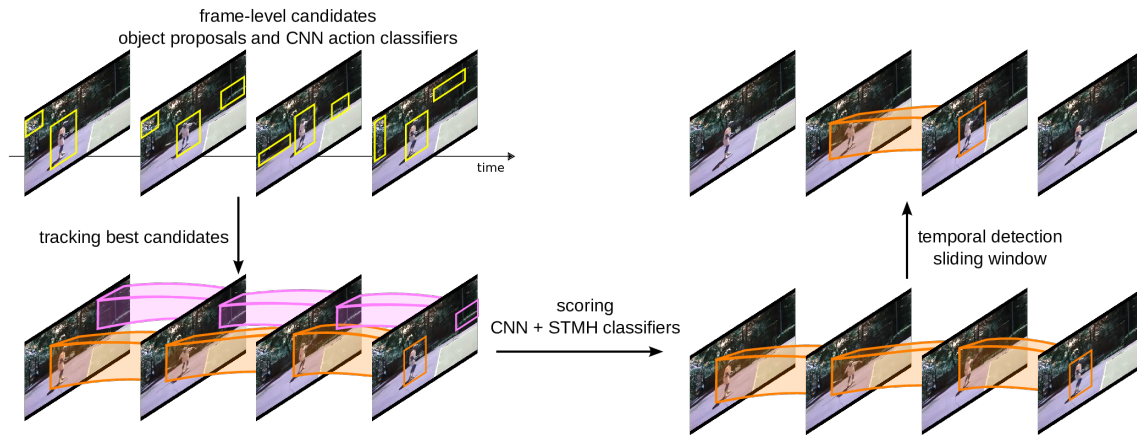 frame-level candidates
object proposals and CNN action classifiers
time
tracking best candidates
scoring
CNN + STMH classifiers
temporal detection
sliding window